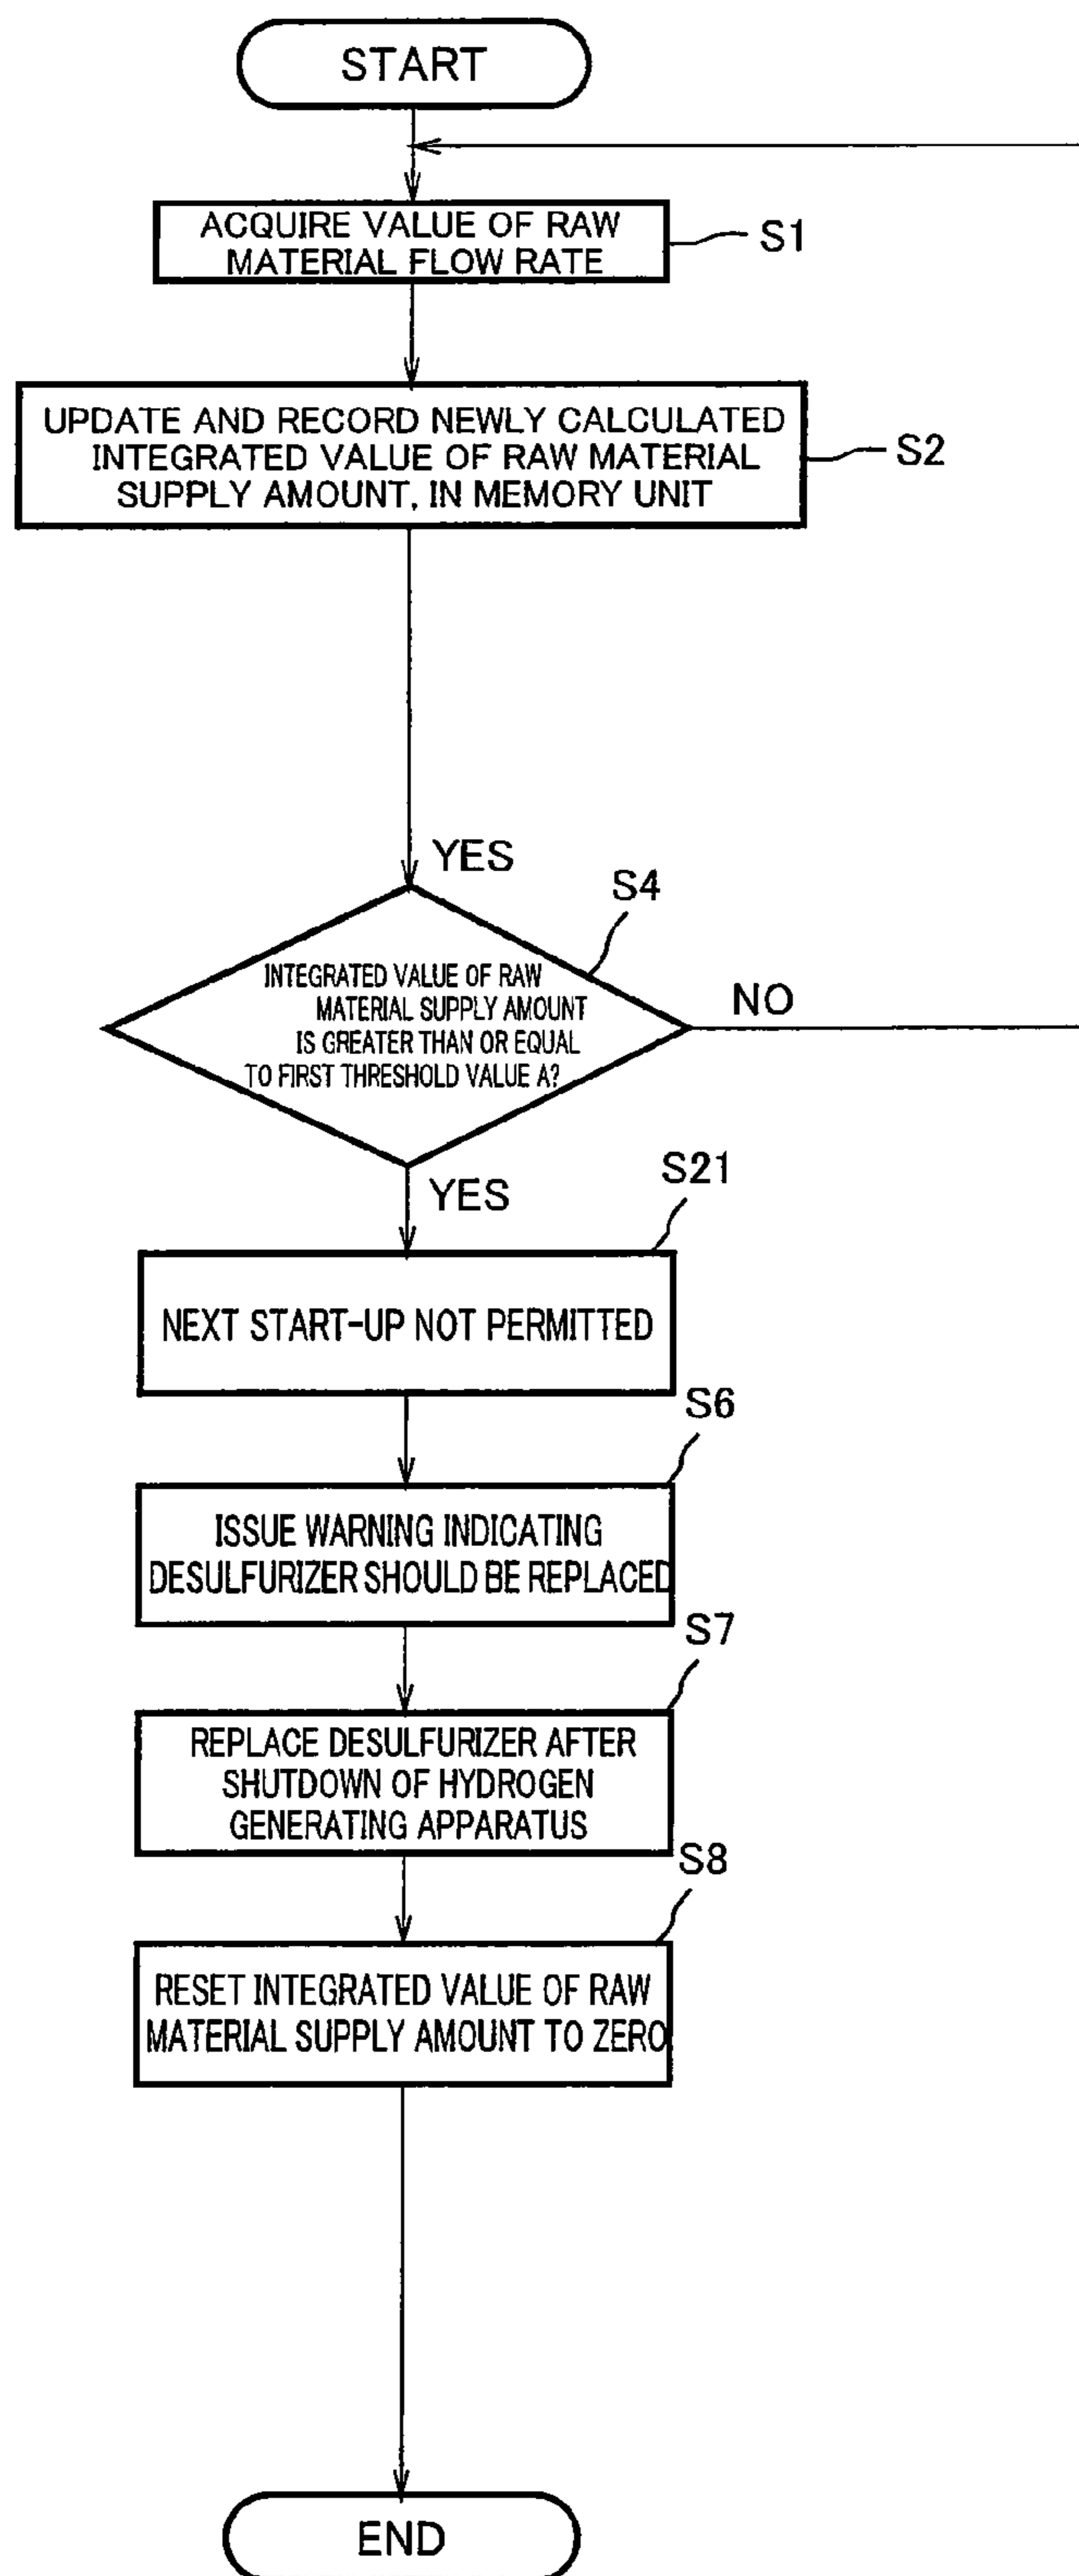 START
ACQUIRE VALUE OF RAW
MATERIAL FLOW RATE
S1
UPDATE AND RECORD NEWLY CALCULATED
INTEGRATED VALUE OF RAW MATERIAL
SUPPLY AMOUNT, IN MEMORY UNIT
S2
YES
S4
INTEGRATED VALUE OF RAW
MATERIAL SUPPLY AMOUNT
IS GREATER THAN OR EQUAL
TO FIRST THRESHOLD VALUE A?
NO
YES
S21
NEXT START-UP NOT PERMITTED
S6
ISSUE WARNING INDICATING
DESULFURIZER SHOULD BE REPLACED
S7
REPLACE DESULFURIZER AFTER
SHUTDOWN OF HYDROGEN
GENERATING APPARATUS
S8
RESET INTEGRATED VALUE OF RAW
MATERIAL SUPPLY AMOUNT TO ZERO
END